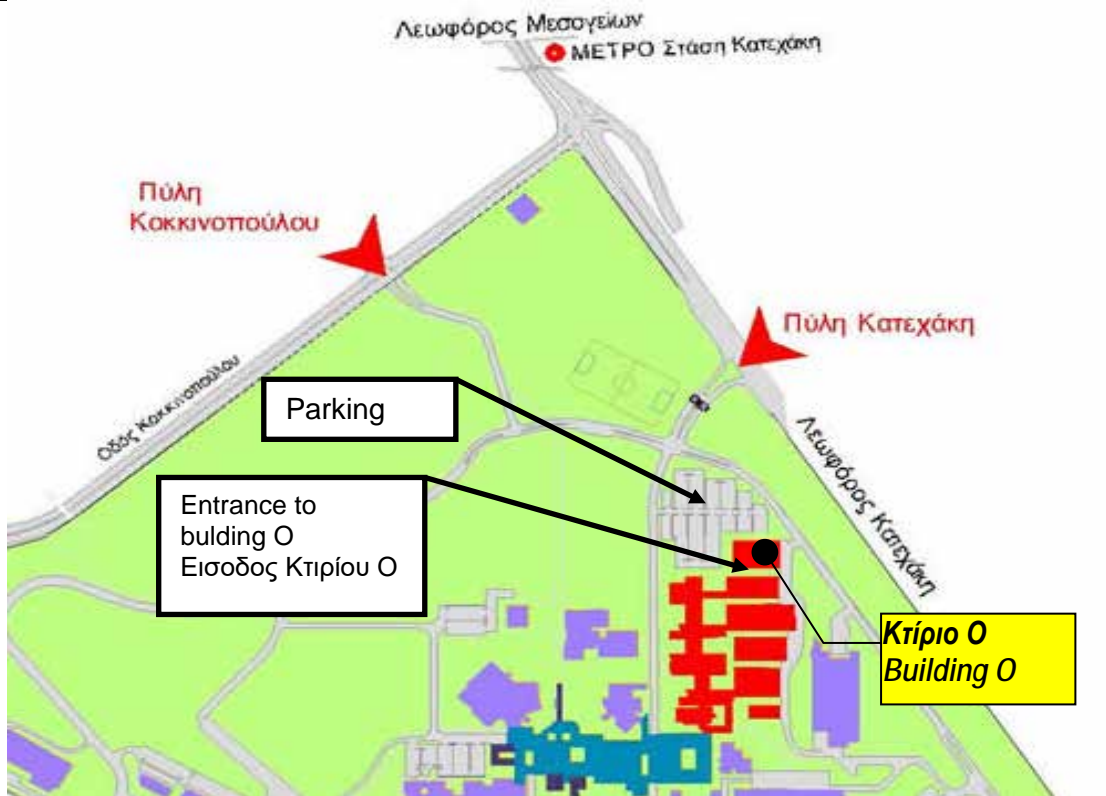 Λεωφόρος Μεσογείων
ΜΕΤΡΟ Στάση Κατεχάκη
Πύλη
Κοκκινοπούλου
Πύλη Κατεχάκη
Οδός Κοκκινοπούλου
Parking
Λεωφόρος Κατεχάκη
Entrance to
bulding O
Εισοδος Κτιρίου Ο
Κτίριο Ο
Building O